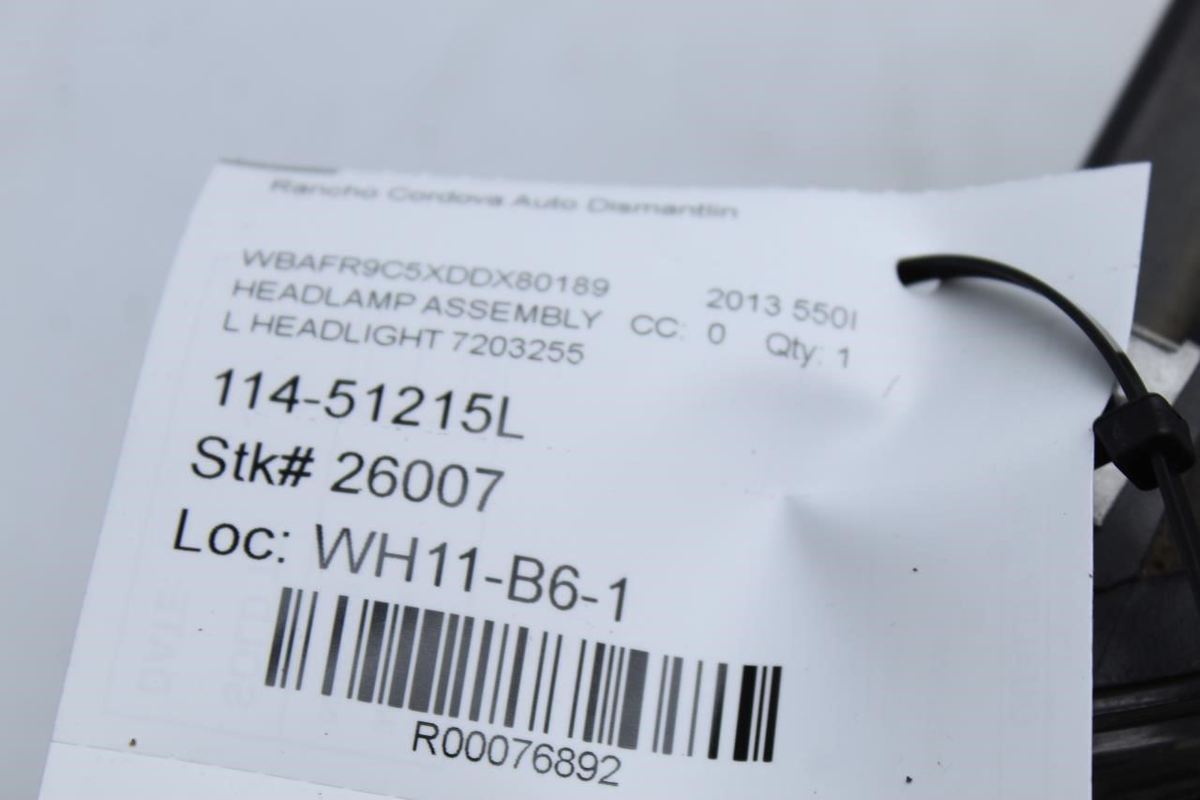 Rancho Cordova Auto Dismantlin
WBAFR9C5XDDX80189 2013 550I
HEADLAMP ASSEMBLY CC: 0 Qty: 1
L HEADLIGHT 7203255
114-51215L
Stk# 26007
Loc: WH11-B6-1
R00076892